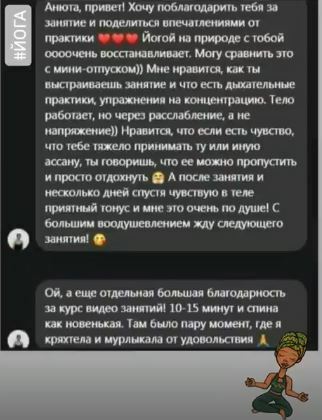 #ЙОГА
Анюта, привет! Хочу поблагодарить тебя за
занятие и поделиться впечатлениями от
практики ❤️❤️❤️ Йогой на природе с тобой
оооочень восстанавливает. Могу сравнить это
с мини-отпуском)) Мне нравится, как ты
выстраиваешь занятие и что есть дыхательные
практики, упражнения на концентрацию. Тело
работает, но через расслабление, а не
напряжение)) Нравится, что если есть чувство,
что тебе тяжело принимать ту или иную
ассану, ты говоришь, что ее можно пропустить
и просто отдохнуть 🤗 А после занятия и
несколько дней спустя чувствую в теле
приятный тонус и мне это очень по душе! С
большим воодушевлением жду следующего
занятия! 😋
Ой, а еще отдельная большая благодарность
за курс видео занятий! 10-15 минут и спина
как новенькая. Там было пару момент, где я
кряхтела и мурлыкала от удовольствия 🙏